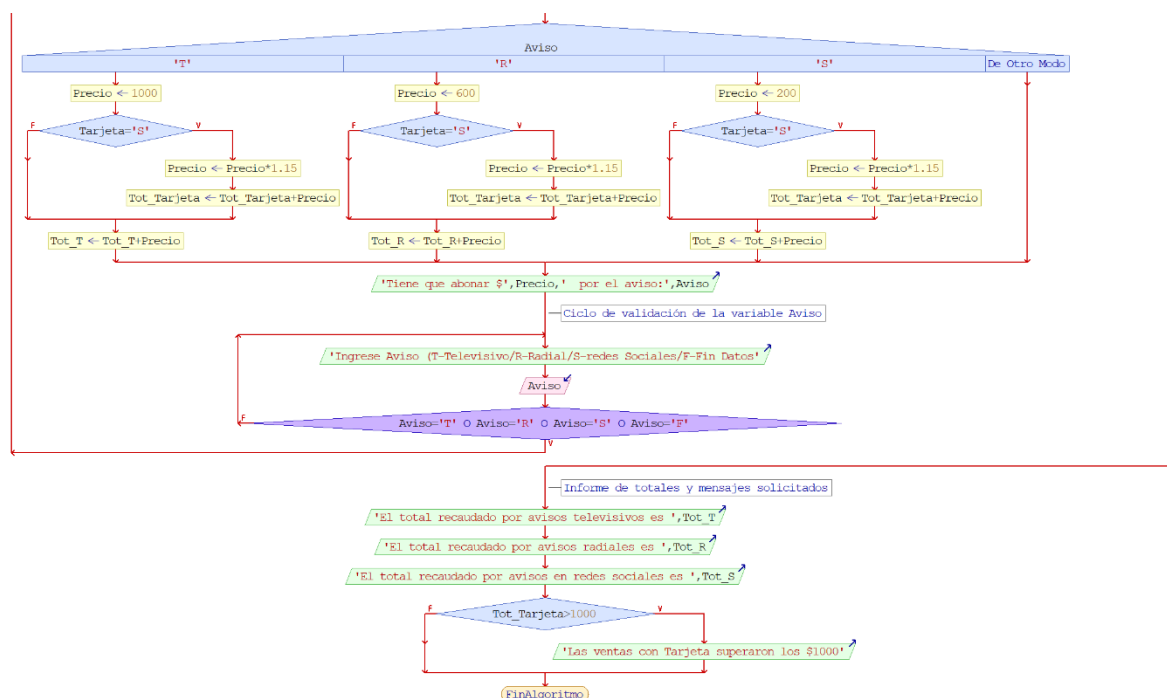 Aviso
'T' 'R' 'S' De Otro Modo
Precio ← 1000 Precio ← 600 Precio ← 200
F Tarjeta='S' V F Tarjeta='S' V F Tarjeta='S' V
Precio ← Precio*1.15 Precio ← Precio*1.15 Precio ← Precio*1.15
Tot_Tarjeta ← Tot_Tarjeta+Precio Tot_Tarjeta ← Tot_Tarjeta+Precio Tot_Tarjeta ← Tot_Tarjeta+Precio
Tot_T ← Tot_T+Precio Tot_R ← Tot_R+Precio Tot_S ← Tot_S+Precio
'Tiene que abonar $',Precio,'  por el aviso:',Aviso
Ciclo de validación de la variable Aviso
'Ingrese Aviso (T-Televisivo/R-Radial/S-redes Sociales/F-Fin Datos'
Aviso
F Aviso='T' O Aviso='R' O Aviso='S' O Aviso='F'
V
Informe de totales y mensajes solicitados
'El total recaudado por avisos televisivos es ',Tot_T
'El total recaudado por avisos radiales es ',Tot_R
'El total recaudado por avisos en redes sociales es ',Tot_S
F Tot_Tarjeta>1000 V
'Las ventas con Tarjeta superaron los $1000'
FinAlgoritmo